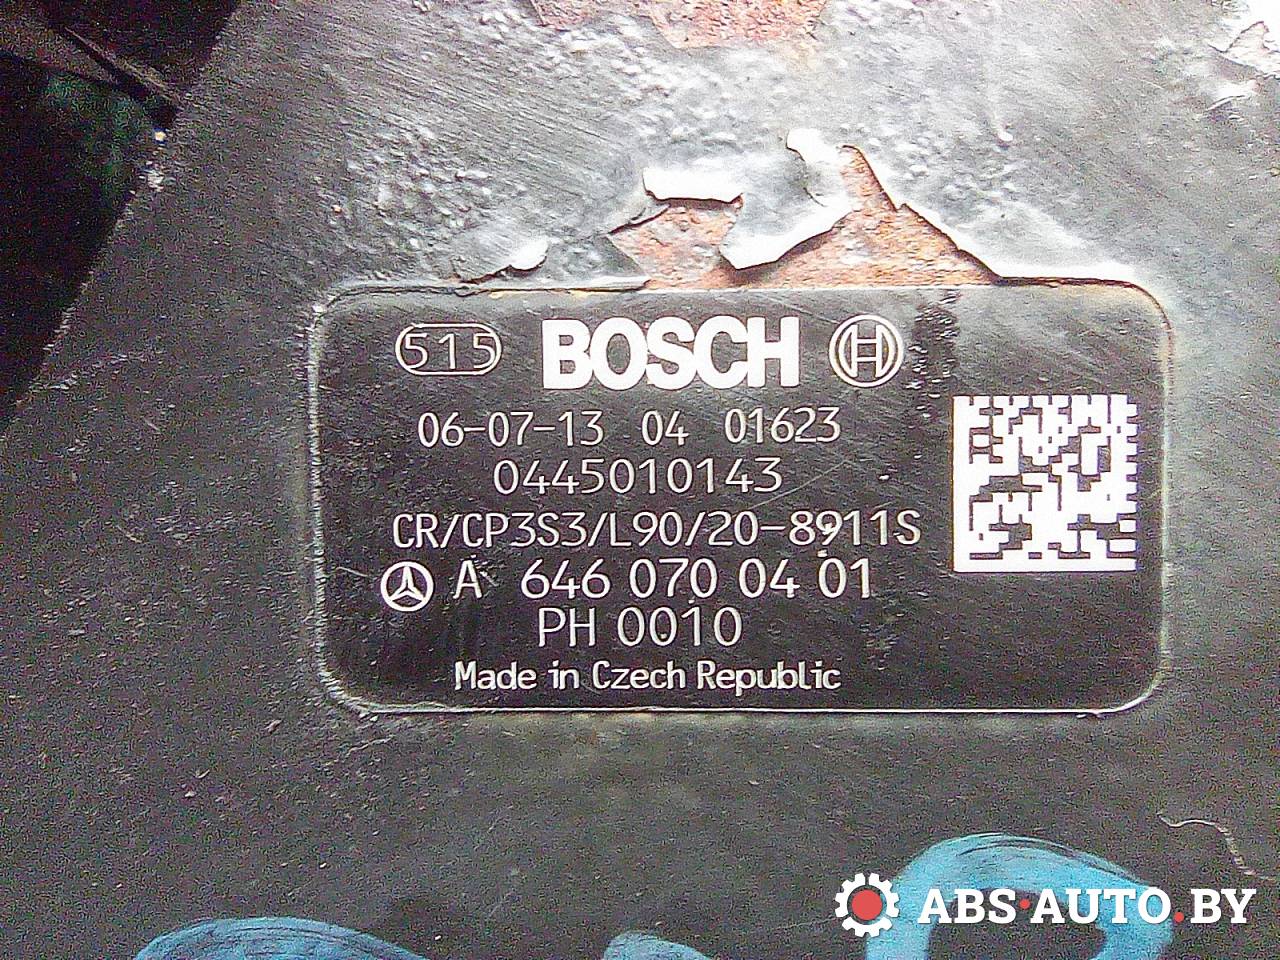 515 BOSCH
06-07-13 04 01623
0445010143
CR/CP3S3/L90/20-8911S
A 646 070 04 01
PH 0010
Made in Czech Republic
ABS·AUTO.BY